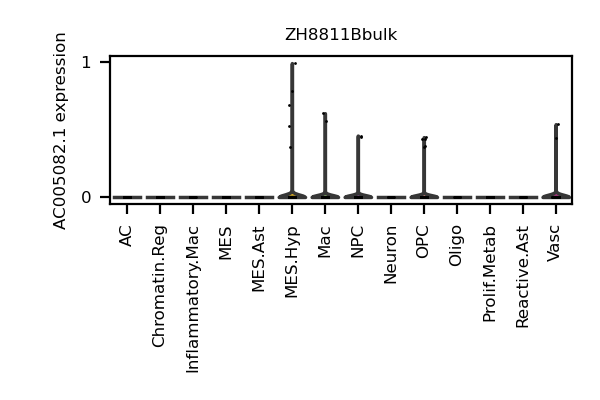 ZH8811Bbulk
AC005082.1 expression
1
0
AC
Chromatin.Reg
Inflammatory.Mac
MES
MES.Ast
MES.Hyp
Mac
NPC
Neuron
OPC
Oligo
Prolif.Metab
Reactive.Ast
Vasc